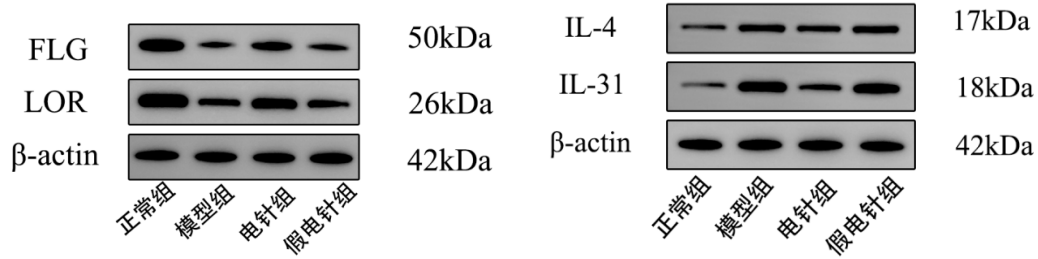 FLG 50kDa
LOR 26kDa
β-actin 42kDa
正常组 模型组 电针组 假电针组
IL-4 17kDa
IL-31 18kDa
β-actin 42kDa
正常组 模型组 电针组 假电针组